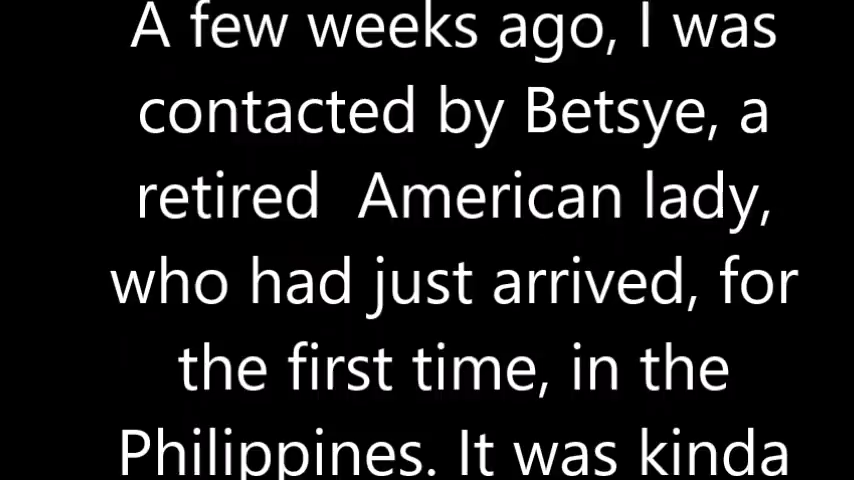 A few weeks ago, I was
contacted by Betsye, a
retired  American lady,
who had just arrived, for
the first time, in the
Philippines. It was kinda